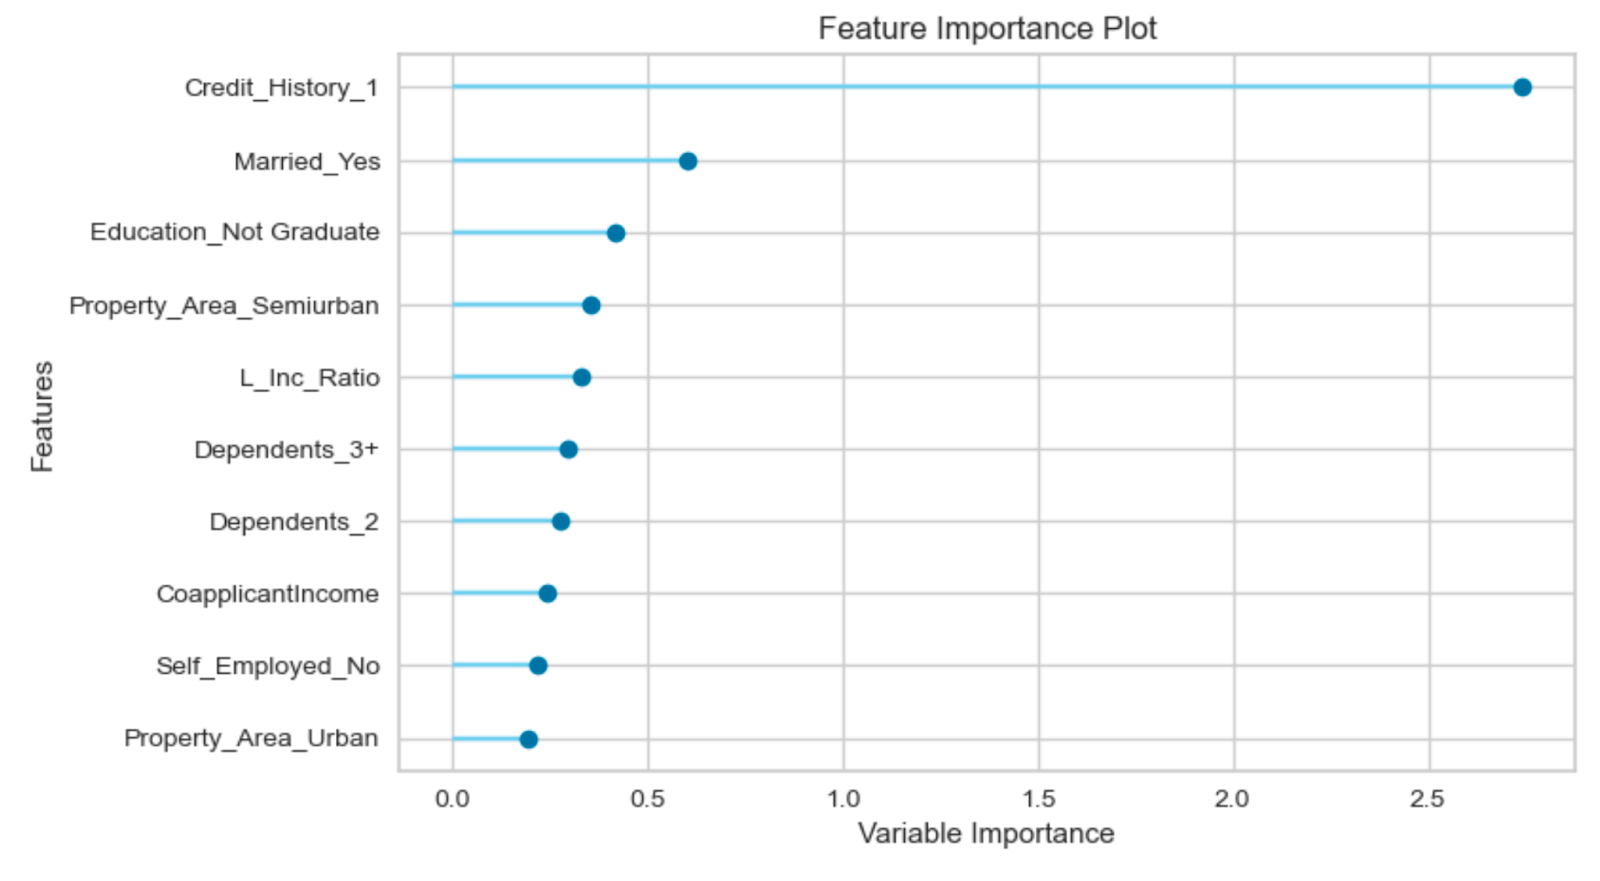 Feature Importance Plot
Credit_History_1
Married_Yes
Education_Not Graduate
Property_Area_Semiurban
L_Inc_Ratio
Dependents_3+
Dependents_2
CoapplicantIncome
Self_Employed_No
Property_Area_Urban
Features
0.0 0.5 1.0 1.5 2.0 2.5
Variable Importance